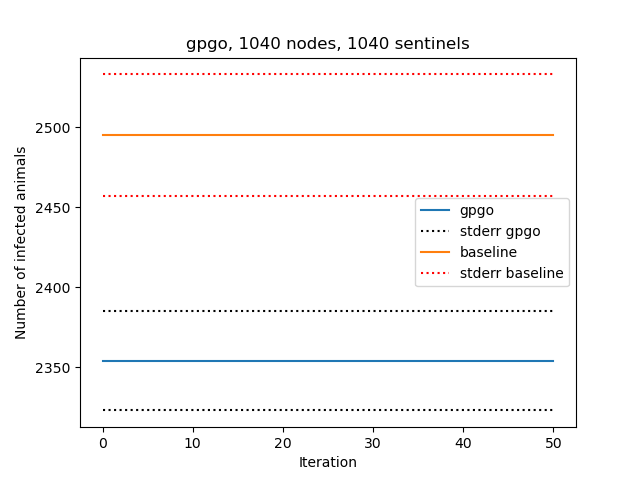 gpgo, 1040 nodes, 1040 sentinels
Number of infected animals
2500
2450
2400
2350
gpgo
stderr gpgo
baseline
stderr baseline
0 10 20 30 40 50
Iteration